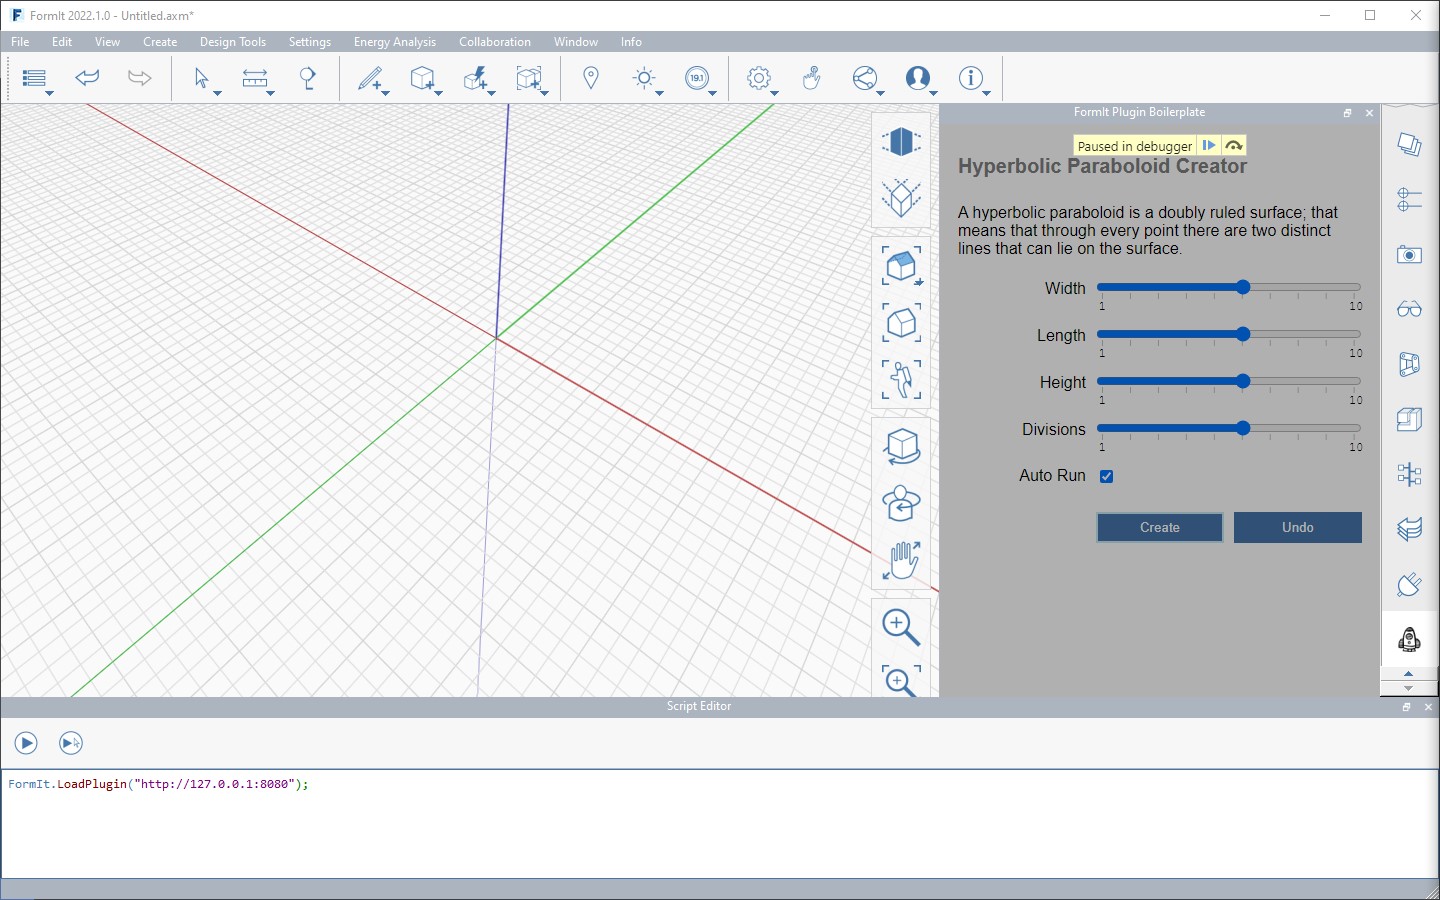 FormIt 2022.1.0 - Untitled.axm*
File Edit View Create Design Tools Settings Energy Analysis Collaboration Window Info
19.1
FormIt Plugin Boilerplate
Paused in debugger
Hyperbolic Paraboloid Creator
A hyperbolic paraboloid is a doubly ruled surface; that
means that through every point there are two distinct
lines that can lie on the surface.
Width
1 10
Length
1 10
Height
1 10
Divisions
1 10
Auto Run
Create Undo
Script Editor
FormIt.LoadPlugin("http://127.0.0.1:8080");